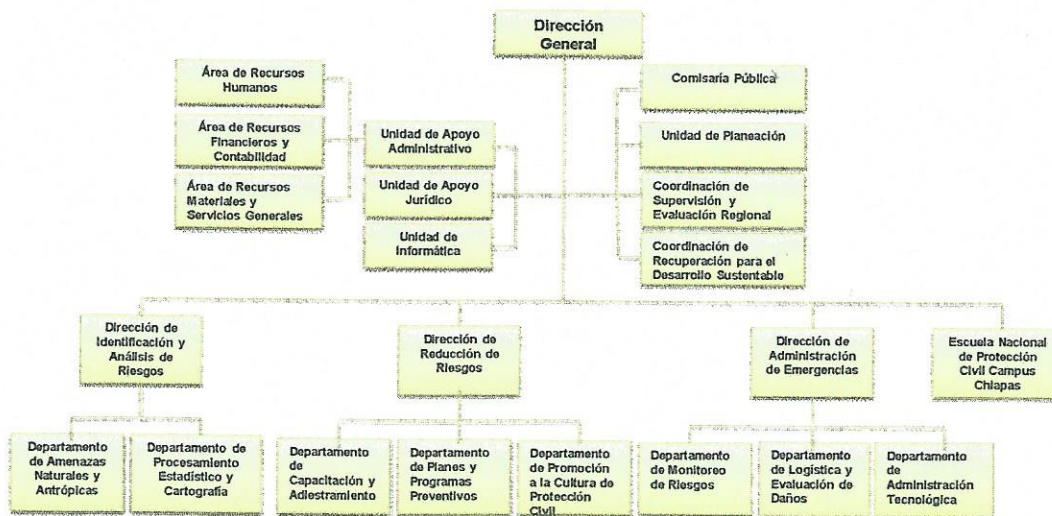 Dirección
General
Área de Recursos
Humanos
Área de Recursos
Financieros y
Contabilidad
Área de Recursos
Materiales y
Servicios Generales
Unidad de Apoyo
Administrativo
Unidad de Apoyo
Jurídico
Unidad de
Informática
Comisaría Pública
Unidad de Planeación
Coordinación de
Supervisión y
Evaluación Regional
Coordinación de
Recuperación para el
Desarrollo Sustentable
Dirección de
Identificación y
Análisis de
Riesgos
Dirección de
Reducción de
Riesgos
Dirección de
Administración
de Emergencias
Escuela Nacional
de Protección
Civil Campus
Chiapas
Departamento
de Amenazas
Naturales y
Antrópicas
Departamento de
Procesamiento
Estadístico y
Cartografía
Departamento
de
Capacitación y
Adiestramiento
Departamento
de Planes y
Programas
Preventivos
Departamento
de Promoción
a la Cultura de
Protección
Civil
Departamento
de Monitoreo
de Riesgos
Departamento
de Logística y
Evaluación de
Daños
Departamento
de
Administración
Tecnológica